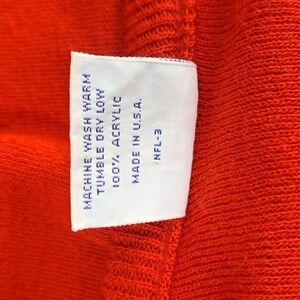 MACHINE WASH WARM
TUMBLE DRY LOW
100% ACRYLIC
MADE IN U.S.A.
NFL-3